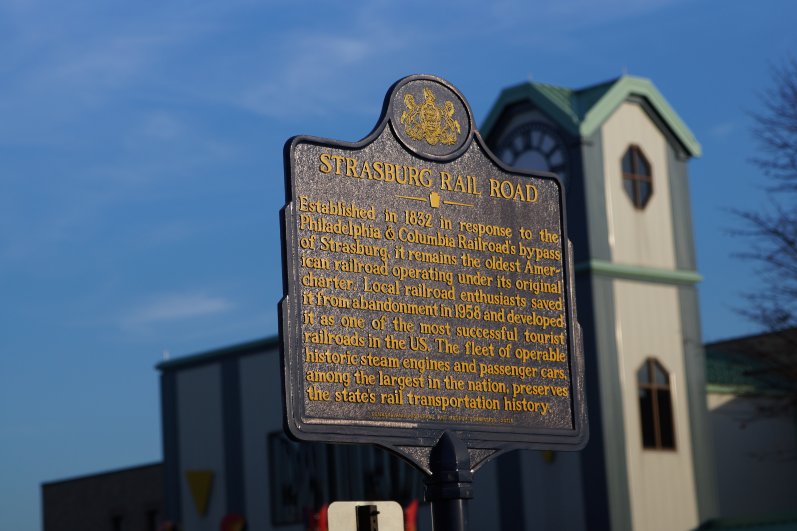 STRASBURG RAIL ROAD
Established in 1832 in response to the
Philadelphia & Columbia Railroad's bypass
of Strasburg, it remains the oldest Amer-
ican railroad operating under its original
charter. Local railroad enthusiasts saved
it from abandonment in 1958 and developed
it as one of the most successful tourist
railroads in the US. The fleet of operable
historic steam engines and passenger cars,
among the largest in the nation, preserves
the state's rail transportation history.